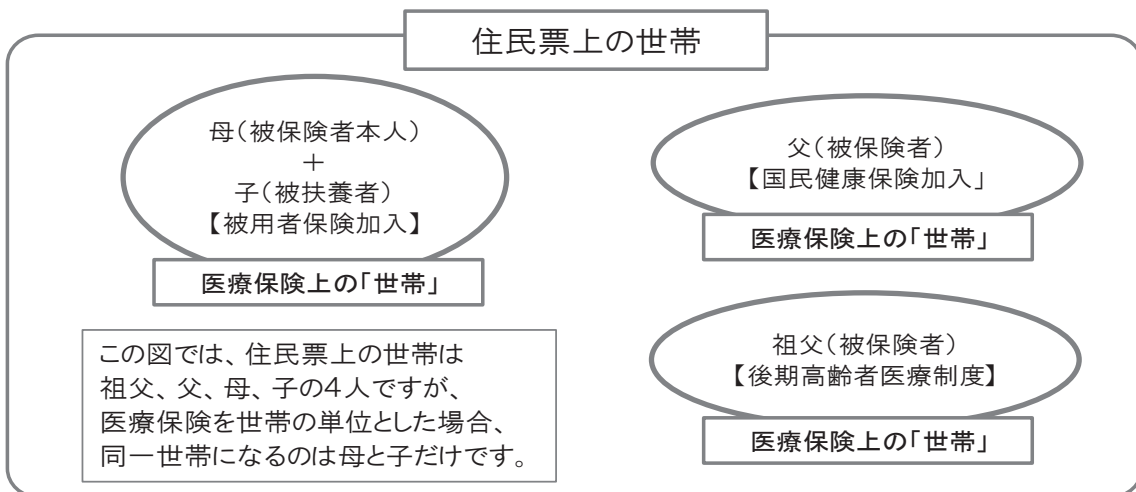 住民票上の世帯
母(被保険者本人)
+
子(被扶養者)
【被用者保険加入】
医療保険上の「世帯」
父(被保険者)
【国民健康保険加入」
医療保険上の「世帯」
この図では、住民票上の世帯は
祖父、父、母、子の4人ですが、
医療保険を世帯の単位とした場合、
同一世帯になるのは母と子だけです。
祖父(被保険者)
【後期高齢者医療制度】
医療保険上の「世帯」